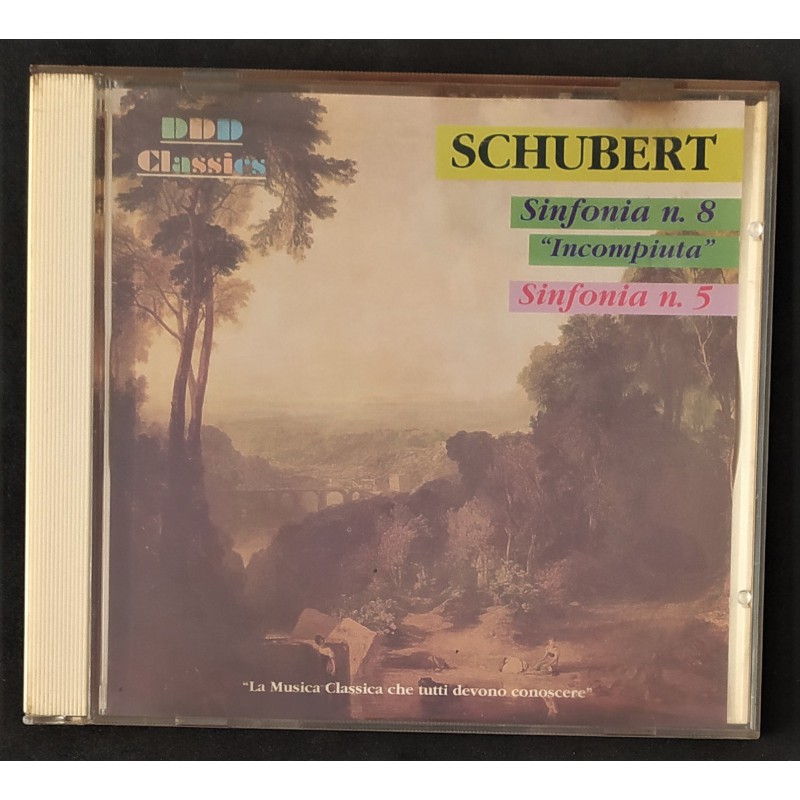 DDD
Classics
SCHUBERT
Sinfonia n. 8
"Incompiuta"
Sinfonia n. 5
"La Musica Classica che tutti devono conoscere"